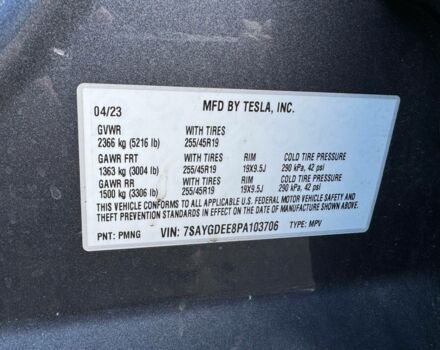 04/23 MFD BY TESLA, INC.
GVWR WITH TIRES
2366 kg (5216 lb) 255/45R19
GAWR FRT WITH TIRES RIM COLD TIRE PRESSURE
1363 kg (3004 lb) 255/45R19 19X9.5J 290 kPa, 42 psi
GAWR RR WITH TIRES RIM COLD TIRE PRESSURE
1500 kg (3306 lb) 255/45R19 19X9.5J 290 kPa, 42 psi
THIS VEHICLE CONFORMS TO ALL APPLICABLE U.S. FEDERAL MOTOR VEHICLE SAFETY AND
THEFT PREVENTION STANDARDS IN EFFECT ON THE DATE OF MANUFACTURE SHOWN ABOVE.
PNT: PMNG VIN: 7SAYGDEE8PA103706 TYPE: MPV